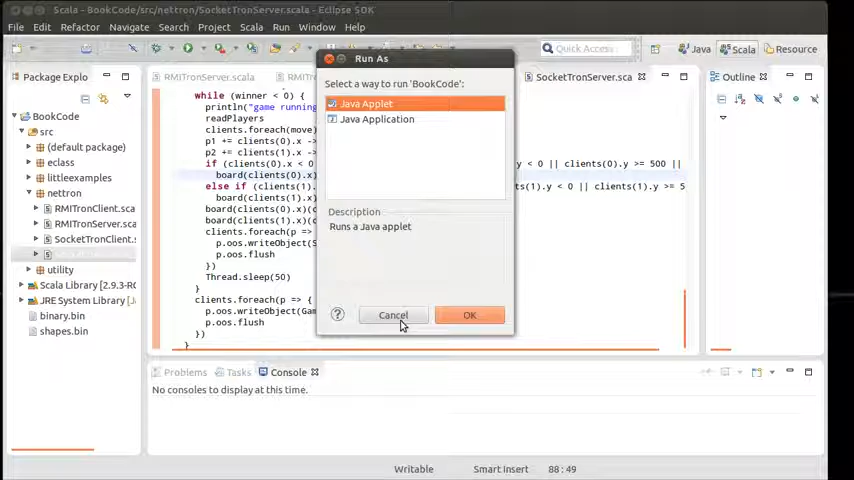 Scala - BookCode/src/nettron/SocketTronServer.scala - Eclipse SDK
File Edit Refactor Navigate Search Project Scala Run Window Help
Quick Access
Java
Scala
Resource
Package Explo
RMITronServer.scala
RMITron
SocketTronServer.sca
Outline
BookCode
src
(default package)
eclass
littleexamples
nettron
RMITronClient.sca
RMITronServer.sca
SocketTronClient.s
utility
Scala Library [2.9.3-RC
JRE System Library [Ja
binary.bin
shapes.bin
while (winner < 0) {
println("game running
readPlayers
clients.foreach(move)
p1 += clients(0).x ->
p2 += clients(1).x ->
if (clients(0).x < 0
y < 0 || clients(0).y >= 500 ||
board(clients(0).x)
else if (clients(1).
ts(1).y < 0 || clients(1).y >= 5
board(clients(1).x)
board(clients(0).x)(c
board(clients(1).x)(c
clients.foreach(p =>
p.oos.writeObject(S
p.oos.flush
})
Thread.sleep(50)
}
clients.foreach(p => {
p.oos.writeObject(Gam
p.oos.flush
})
}
Run As
Select a way to run 'BookCode':
Java Applet
Java Application
Description
Runs a Java applet
?
Cancel
OK
Problems
Tasks
Console
No consoles to display at this time.
Writable
Smart Insert
88 : 49